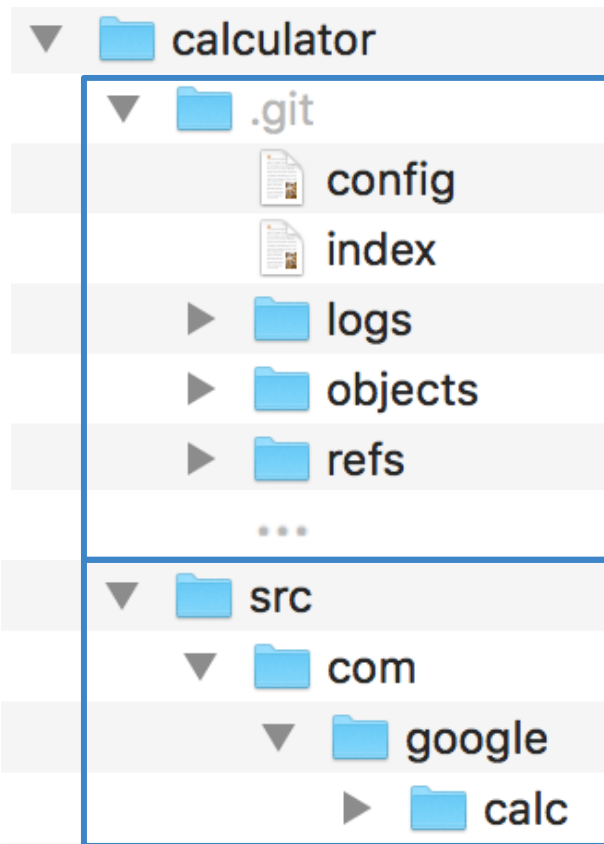 calculator
.git
config
index
logs
objects
refs
...
src
com
google
calc